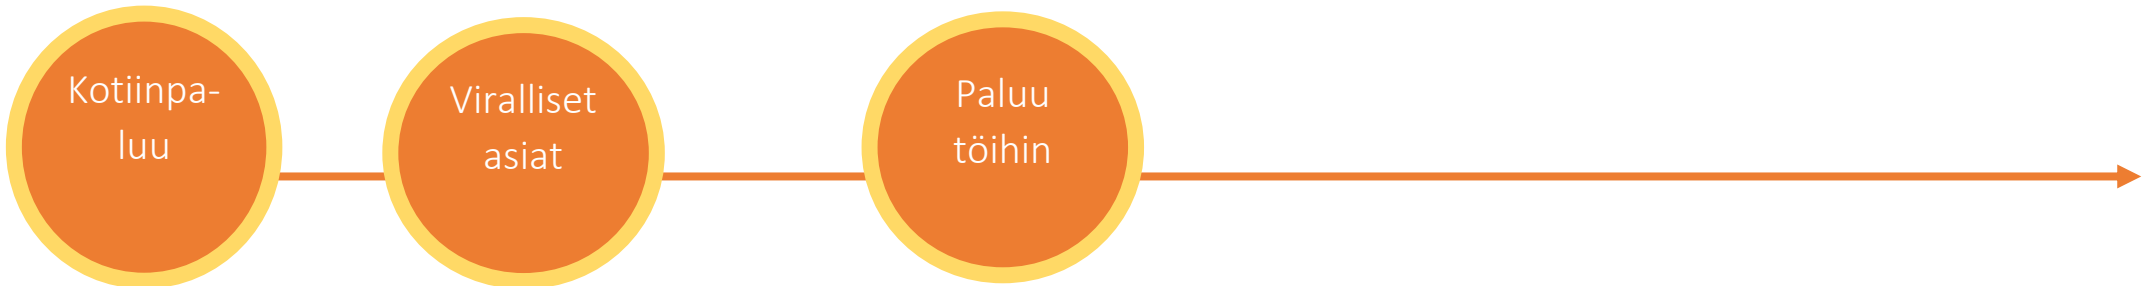 Kotiinpa-
luu
Viralliset
asiat
Paluu
töihin